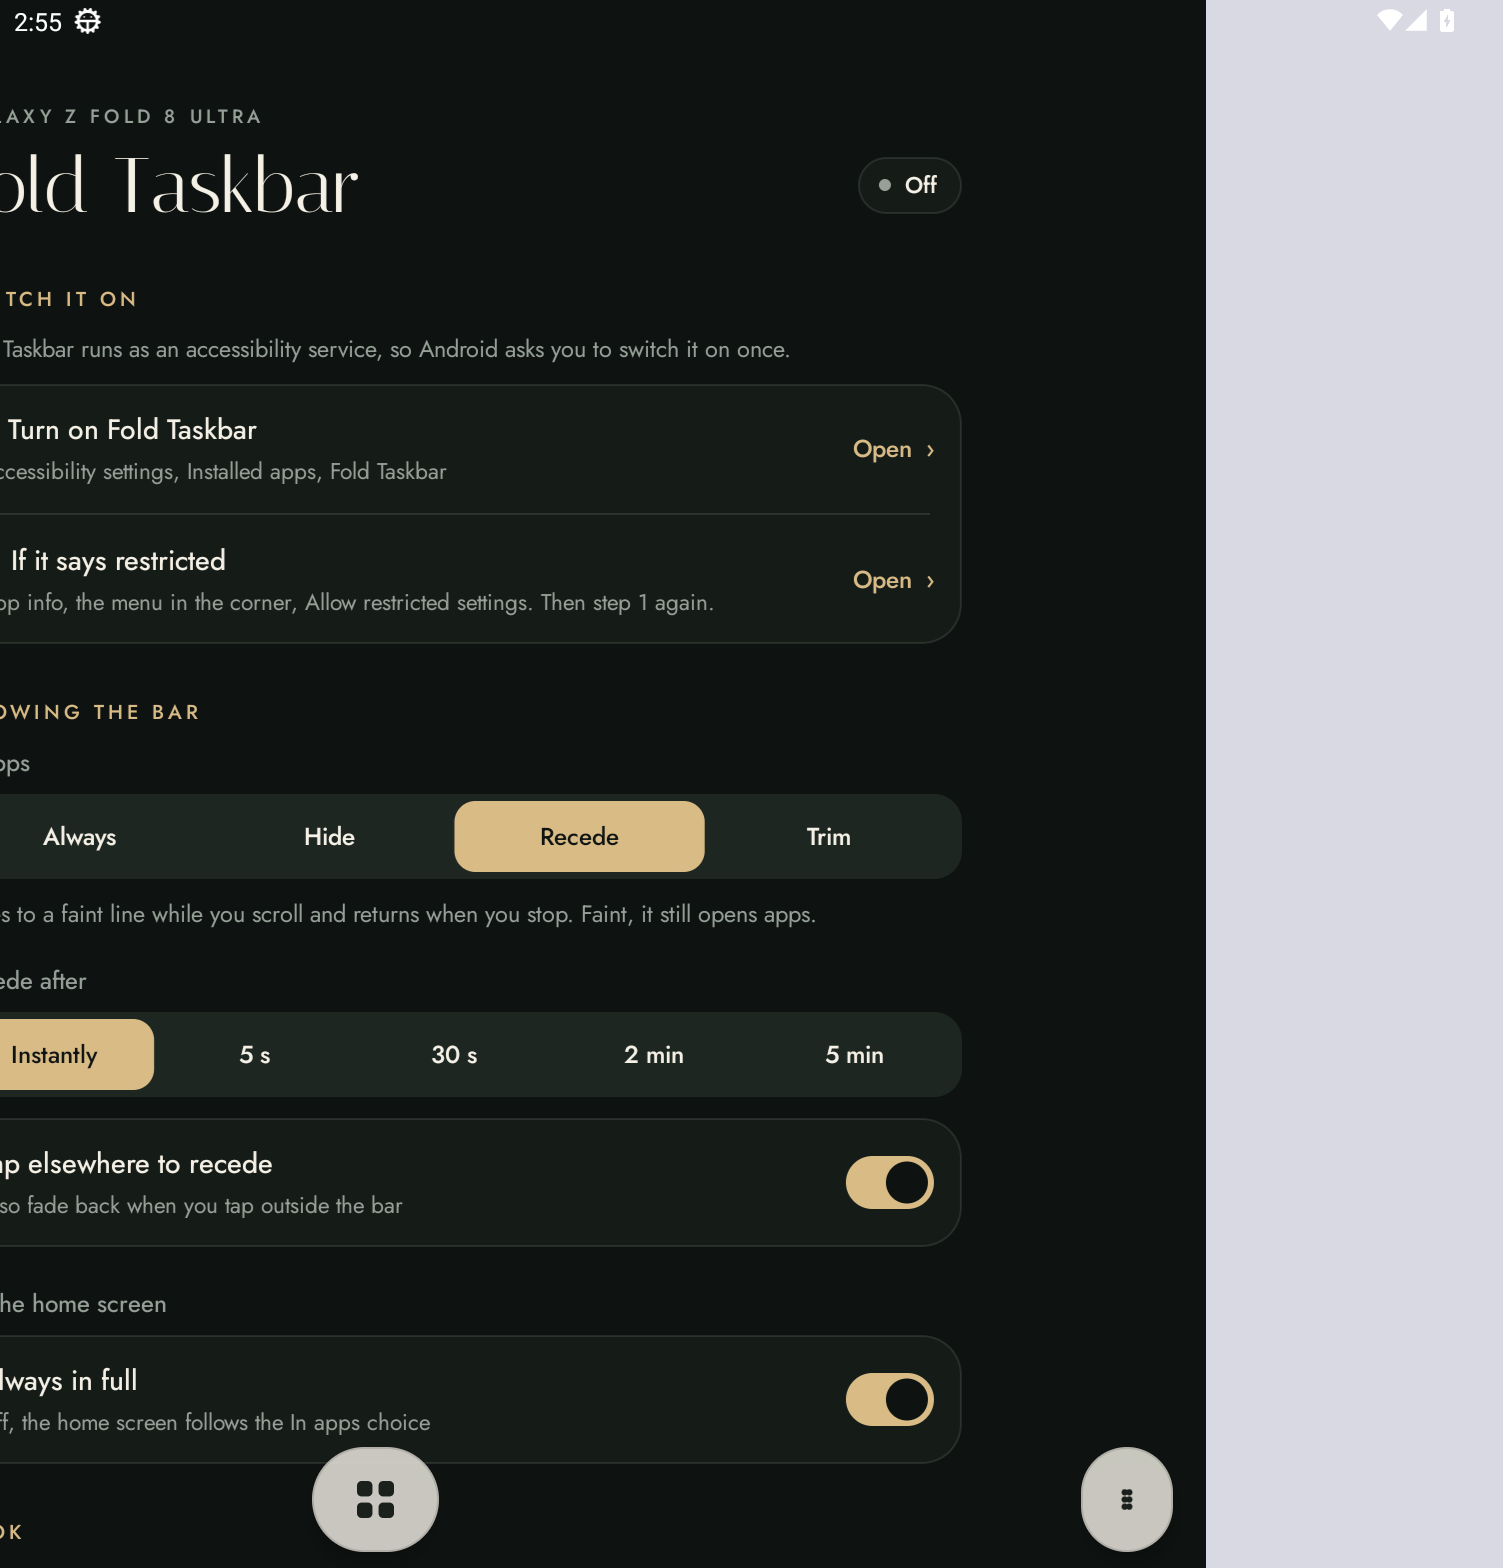 2:55
LAXY Z FOLD 8 ULTRA
old Taskbar
Off
TCH IT ON
Taskbar runs as an accessibility service, so Android asks you to switch it on once.
Turn on Fold Taskbar
ccessibility settings, Installed apps, Fold Taskbar
Open ›
If it says restricted
pp info, the menu in the corner, Allow restricted settings. Then step 1 again.
Open ›
OWING THE BAR
pps
Always Hide Recede Trim
s to a faint line while you scroll and returns when you stop. Faint, it still opens apps.
ede after
Instantly 5 s 30 s 2 min 5 min
ap elsewhere to recede
so fade back when you tap outside the bar
he home screen
lways in full
ff, the home screen follows the In apps choice
OK